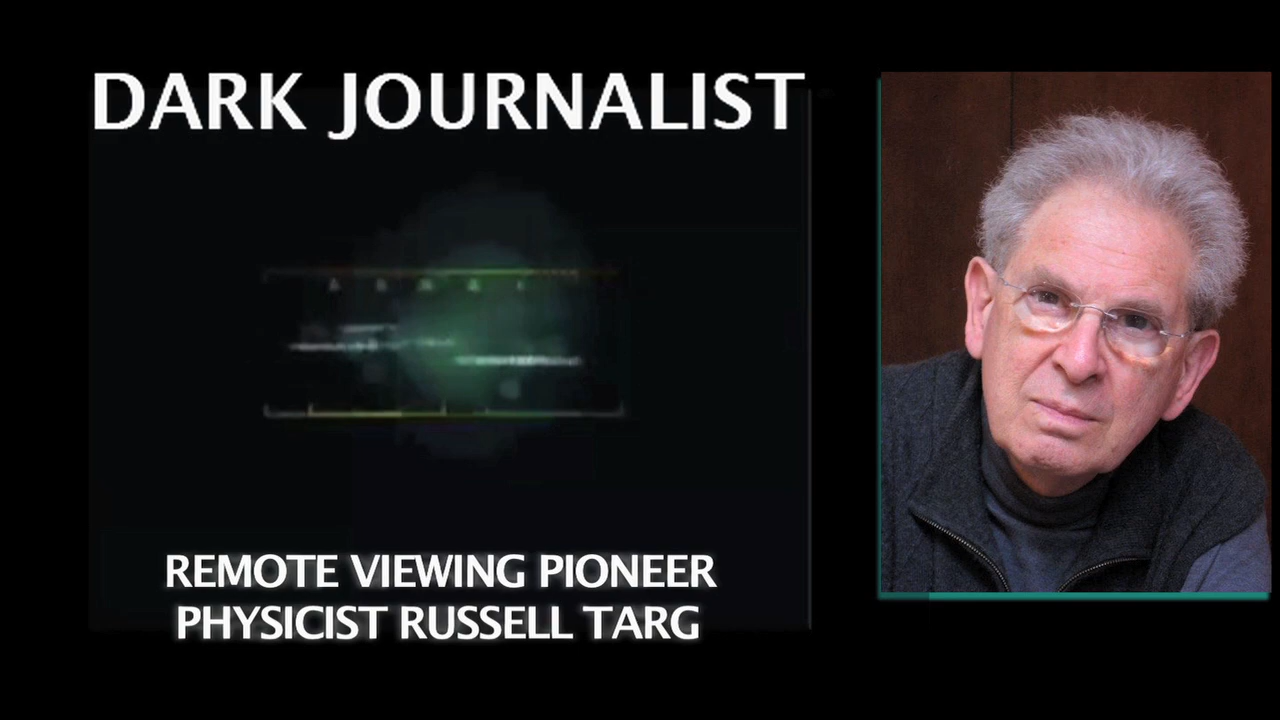 DARK JOURNALIST
REMOTE VIEWING PIONEER
PHYSICIST RUSSELL TARG